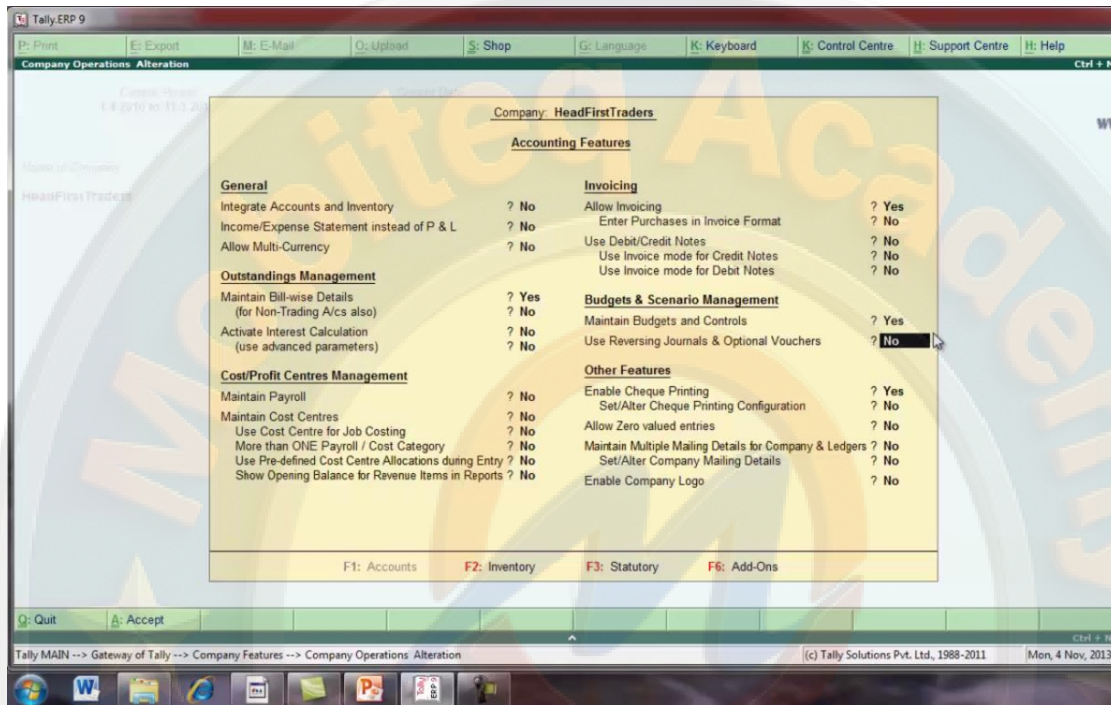 Tally.ERP 9
P: Print E: Export M: E-Mail O: Upload S: Shop G: Language K: Keyboard K: Control Centre H: Support Centre H: Help
Company Operations Alteration Ctrl +
Company: HeadFirstTraders
Accounting Features
HeadFirstTraders
General
Integrate Accounts and Inventory ? No
Income/Expense Statement instead of P & L ? No
Allow Multi-Currency ? No
Outstandings Management
Maintain Bill-wise Details ? Yes
(for Non-Trading A/cs also) ? No
Activate Interest Calculation ? No
(use advanced parameters) ? No
Cost/Profit Centres Management
Maintain Payroll ? No
Maintain Cost Centres ? No
Use Cost Centre for Job Costing ? No
More than ONE Payroll / Cost Category ? No
Use Pre-defined Cost Centre Allocations during Entry ? No
Show Opening Balance for Revenue Items in Reports ? No
Invoicing
Allow Invoicing ? Yes
Enter Purchases in Invoice Format ? No
Use Debit/Credit Notes ? No
Use Invoice mode for Credit Notes ? No
Use Invoice mode for Debit Notes ? No
Budgets & Scenario Management
Maintain Budgets and Controls ? Yes
Use Reversing Journals & Optional Vouchers ? No
Other Features
Enable Cheque Printing ? Yes
Set/Alter Cheque Printing Configuration ? No
Allow Zero valued entries ? No
Maintain Multiple Mailing Details for Company & Ledgers ? No
Set/Alter Company Mailing Details ? No
Enable Company Logo ? No
F1: Accounts F2: Inventory F3: Statutory F6: Add-Ons
Q: Quit A: Accept
Ctrl +
Tally MAIN --> Gateway of Tally --> Company Features --> Company Operations Alteration (c) Tally Solutions Pvt. Ltd., 1988-2011 Mon, 4 Nov, 2013
Mobiteq Academy